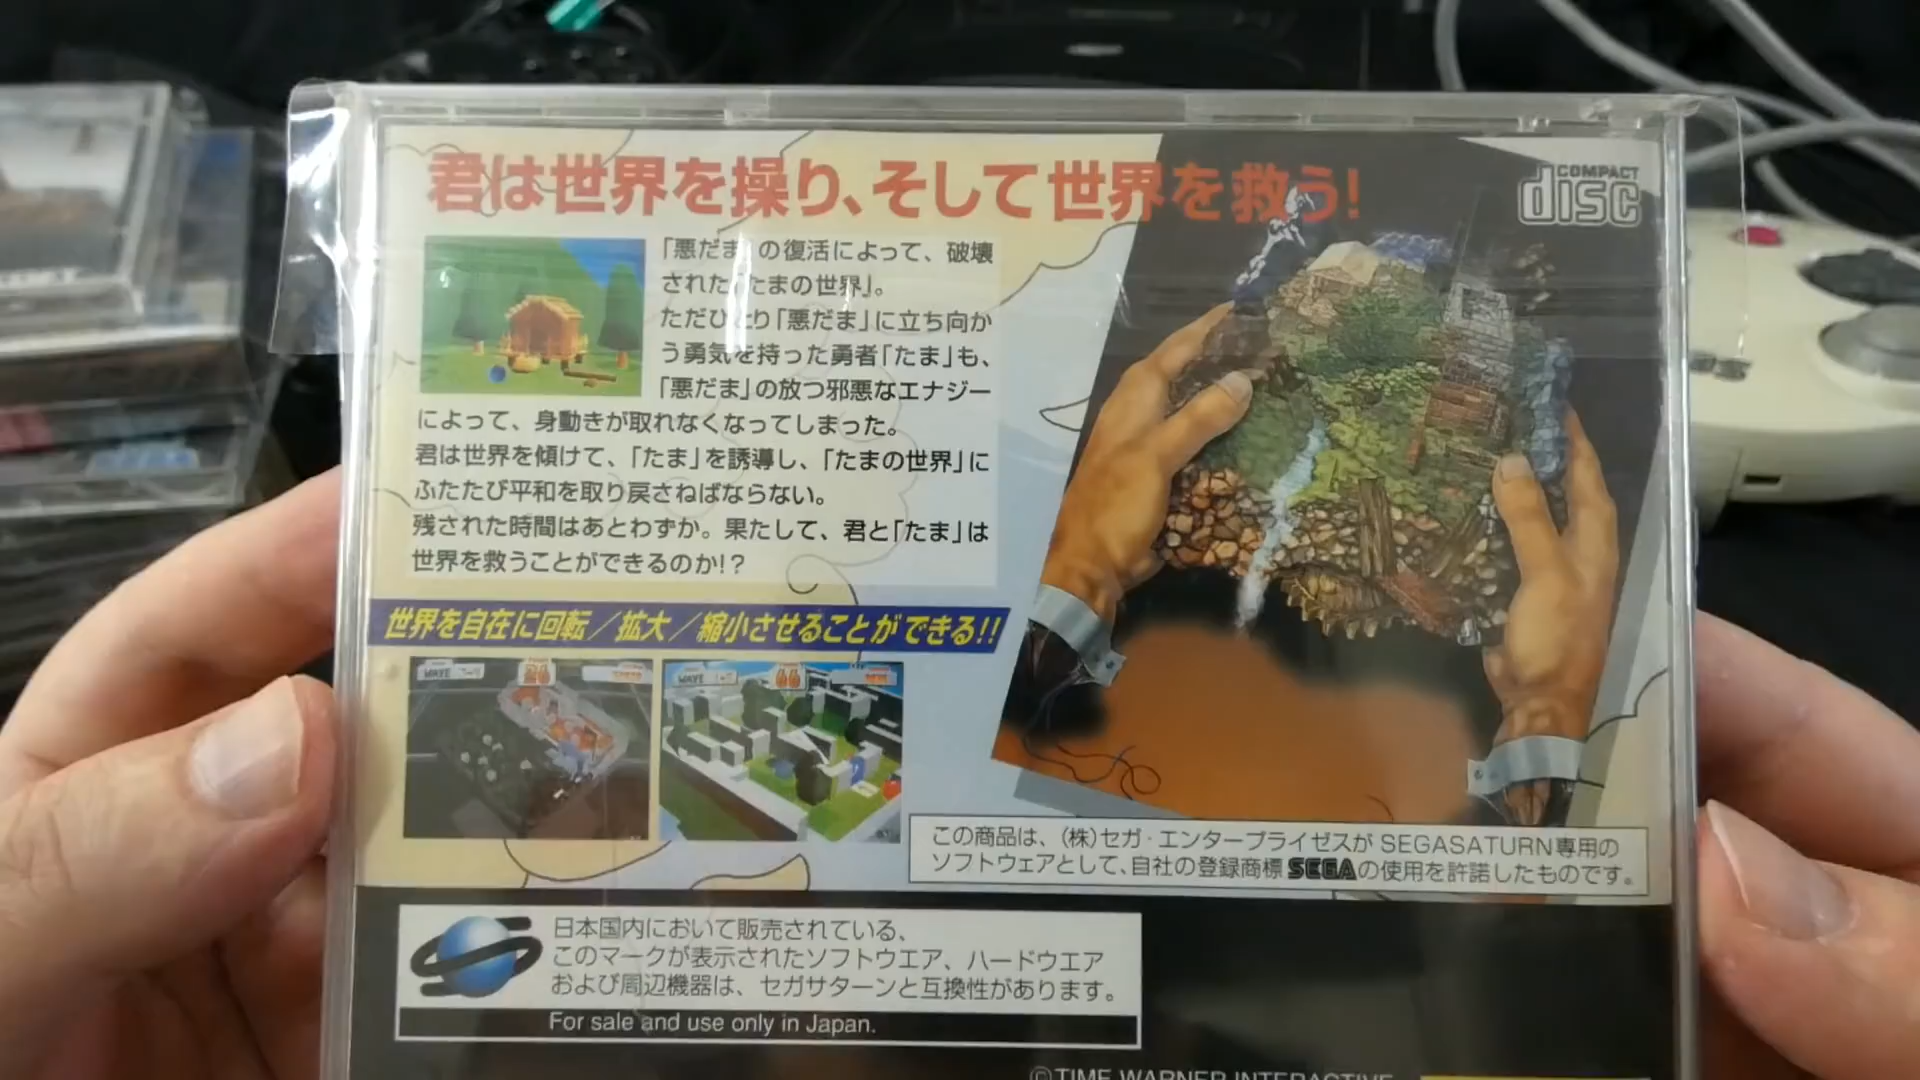 君は世界を操り、そして世界を救う!
COMPACT
disc
「悪だま」の復活によって、破壊
された「たまの世界」。
ただひとり「悪だま」に立ち向か
う勇気を持った勇者「たま」も、
「悪だま」の放つ邪悪なエナジー
によって、身動きが取れなくなってしまった。
君は世界を傾けて、「たま」を誘導し、「たまの世界」に
ふたたび平和を取り戻さねばならない。
残された時間はあとわずか。果たして、君と「たま」は
世界を救うことができるのか!?
世界を自在に回転/拡大/縮小させることができる!!
WAVE
26
WAVE
66
この商品は、(株)セガ・エンタープライゼスが SEGASATURN専用の
ソフトウェアとして、自社の登録商標 SEGA の使用を許諾したものです。
日本国内において販売されている、
このマークが表示されたソフトウエア、ハードウエア
および周辺機器は、セガサターンと互換性があります。
For sale and use only in Japan.
©TIME WARNER INTERACTIVE